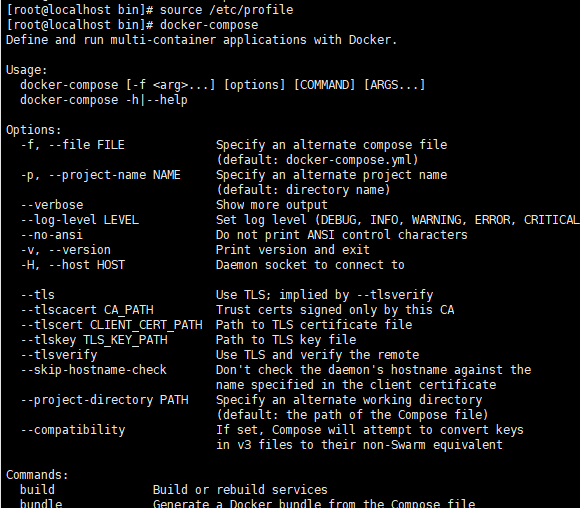 [root@localhost bin]# source /etc/profile
[root@localhost bin]# docker-compose
Define and run multi-container applications with Docker.
Usage:
docker-compose [-f <arg>...] [options] [COMMAND] [ARGS...]
docker-compose -h|--help
Options:
-f, --file FILE Specify an alternate compose file
(default: docker-compose.yml)
-p, --project-name NAME Specify an alternate project name
(default: directory name)
--verbose Show more output
--log-level LEVEL Set log level (DEBUG, INFO, WARNING, ERROR, CRITICAL
--no-ansi Do not print ANSI control characters
-v, --version Print version and exit
-H, --host HOST Daemon socket to connect to
--tls Use TLS; implied by --tlsverify
--tlscacert CA_PATH Trust certs signed only by this CA
--tlscert CLIENT_CERT_PATH Path to TLS certificate file
--tlskey TLS_KEY_PATH Path to TLS key file
--tlsverify Use TLS and verify the remote
--skip-hostname-check Don't check the daemon's hostname against the
name specified in the client certificate
--project-directory PATH Specify an alternate working directory
(default: the path of the Compose file)
--compatibility If set, Compose will attempt to convert keys
in v3 files to their non-Swarm equivalent
Commands:
build Build or rebuild services
bundle Generate a Docker bundle from the Compose file